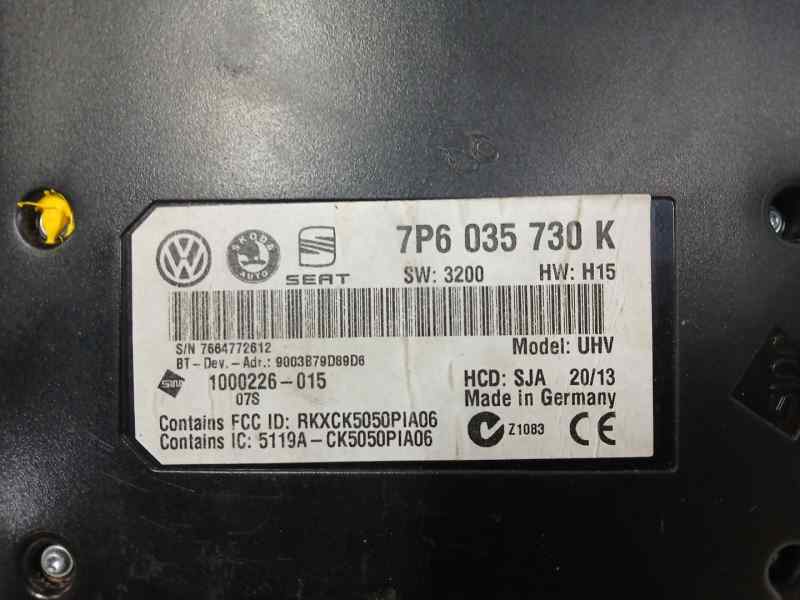 7P6 035 730 K
SKODA
AUTO
SEAT
SW: 3200 HW: H15
S/N 7664772612 Model: UHV
BT-Dev.-Adr.: 9003B79D89D6
1000226-015 HCD: SJA 20/13
07S Made in Germany
Contains FCC ID: RKXCK5050PIA06
Contains IC: 5119A-CK5050PIA06
Z1083